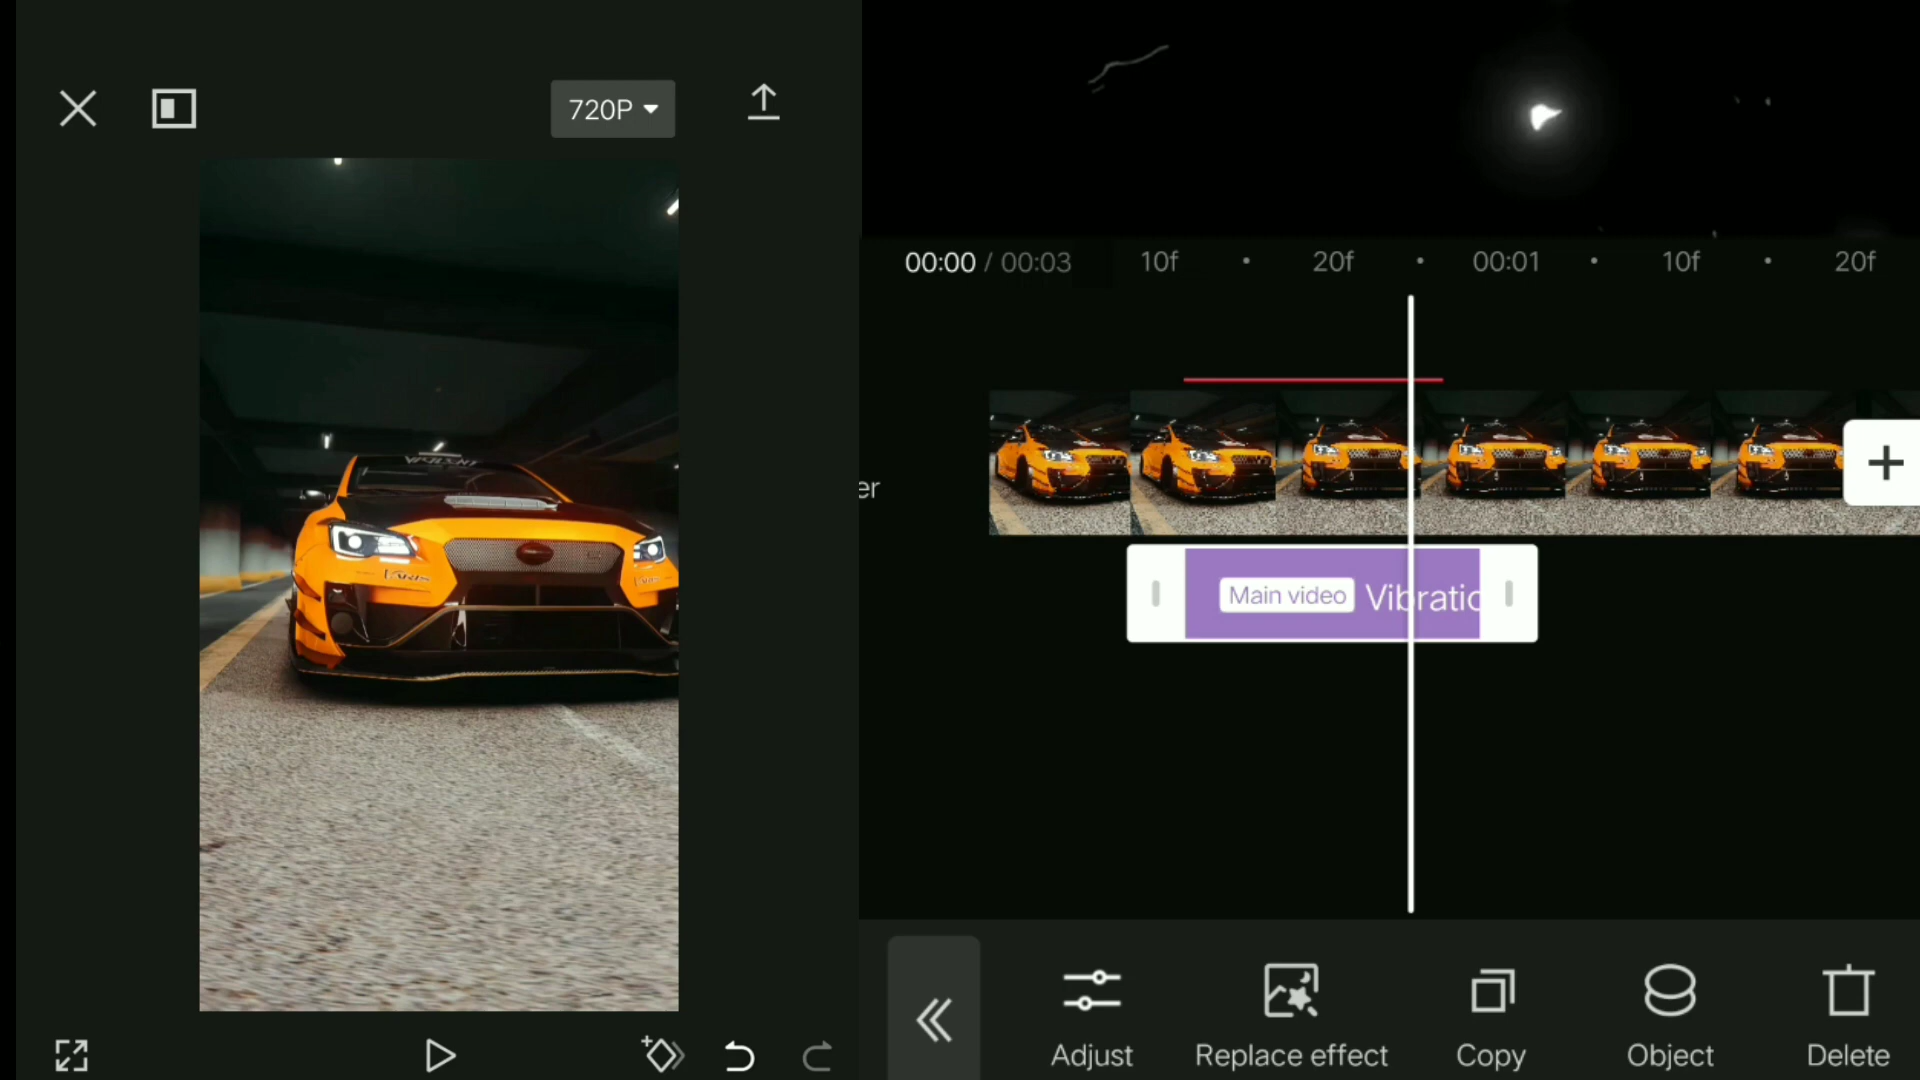 720P
VARIS
00:00 / 00:03
10f
20f
00:01
10f
20f
er
Main video Vibratio
Adjust
Replace effect
Copy
Object
Delete